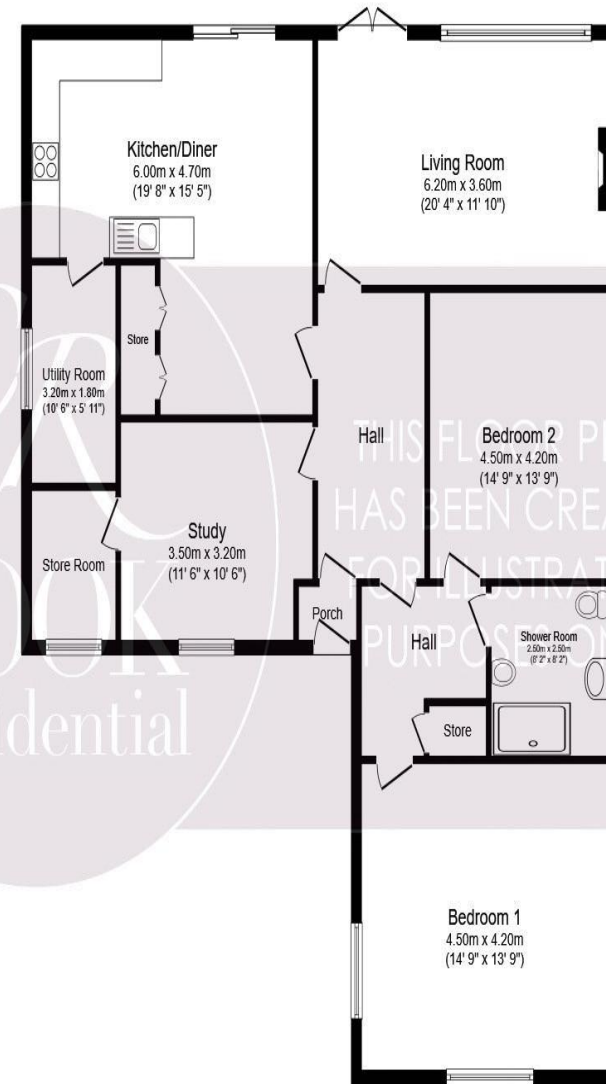 Kitchen/Diner
6.00m x 4.70m
(19' 8" x 15' 5")
Living Room
6.20m x 3.60m
(20' 4" x 11' 10")
Store
Utility Room
3.20m x 1.80m
(10' 6" x 5' 11")
Hall
Bedroom 2
4.50m x 4.20m
(14' 9" x 13' 9")
Study
3.50m x 3.20m
(11' 6" x 10' 6")
Store Room
Porch
Hall
Shower Room
2.50m x 2.50m
(8' 2" x 8' 2")
Store
Bedroom 1
4.50m x 4.20m
(14' 9" x 13' 9")
THIS FLOOR PL
HAS BEEN CREA
FOR ILLUSTRAT
PURPOSES ON
R
OOK
dential